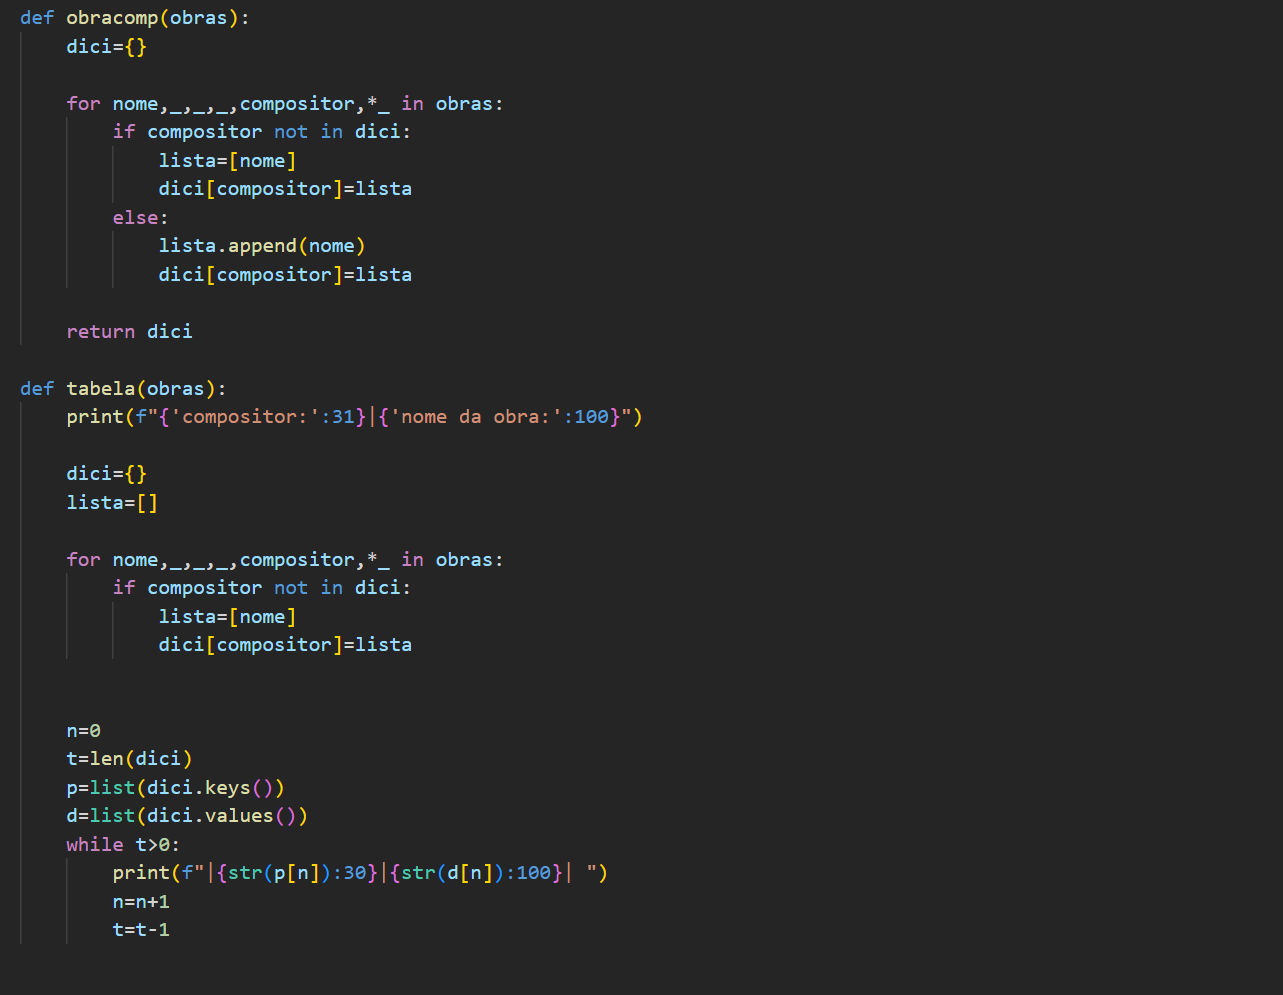 def obracomp(obras):
    dici={}
    for nome,_,_,_,compositor,*_ in obras:
        if compositor not in dici:
            lista=[nome]
            dici[compositor]=lista
        else:
            lista.append(nome)
            dici[compositor]=lista
    return dici
def tabela(obras):
    print(f"{'compositor:':31}|{'nome da obra:':100}")
    dici={}
    lista=[]
    for nome,_,_,_,compositor,*_ in obras:
        if compositor not in dici:
            lista=[nome]
            dici[compositor]=lista
    n=0
    t=len(dici)
    p=list(dici.keys())
    d=list(dici.values())
    while t>0:
        print(f"|{str(p[n]):30}|{str(d[n]):100}| ")
        n=n+1
        t=t-1